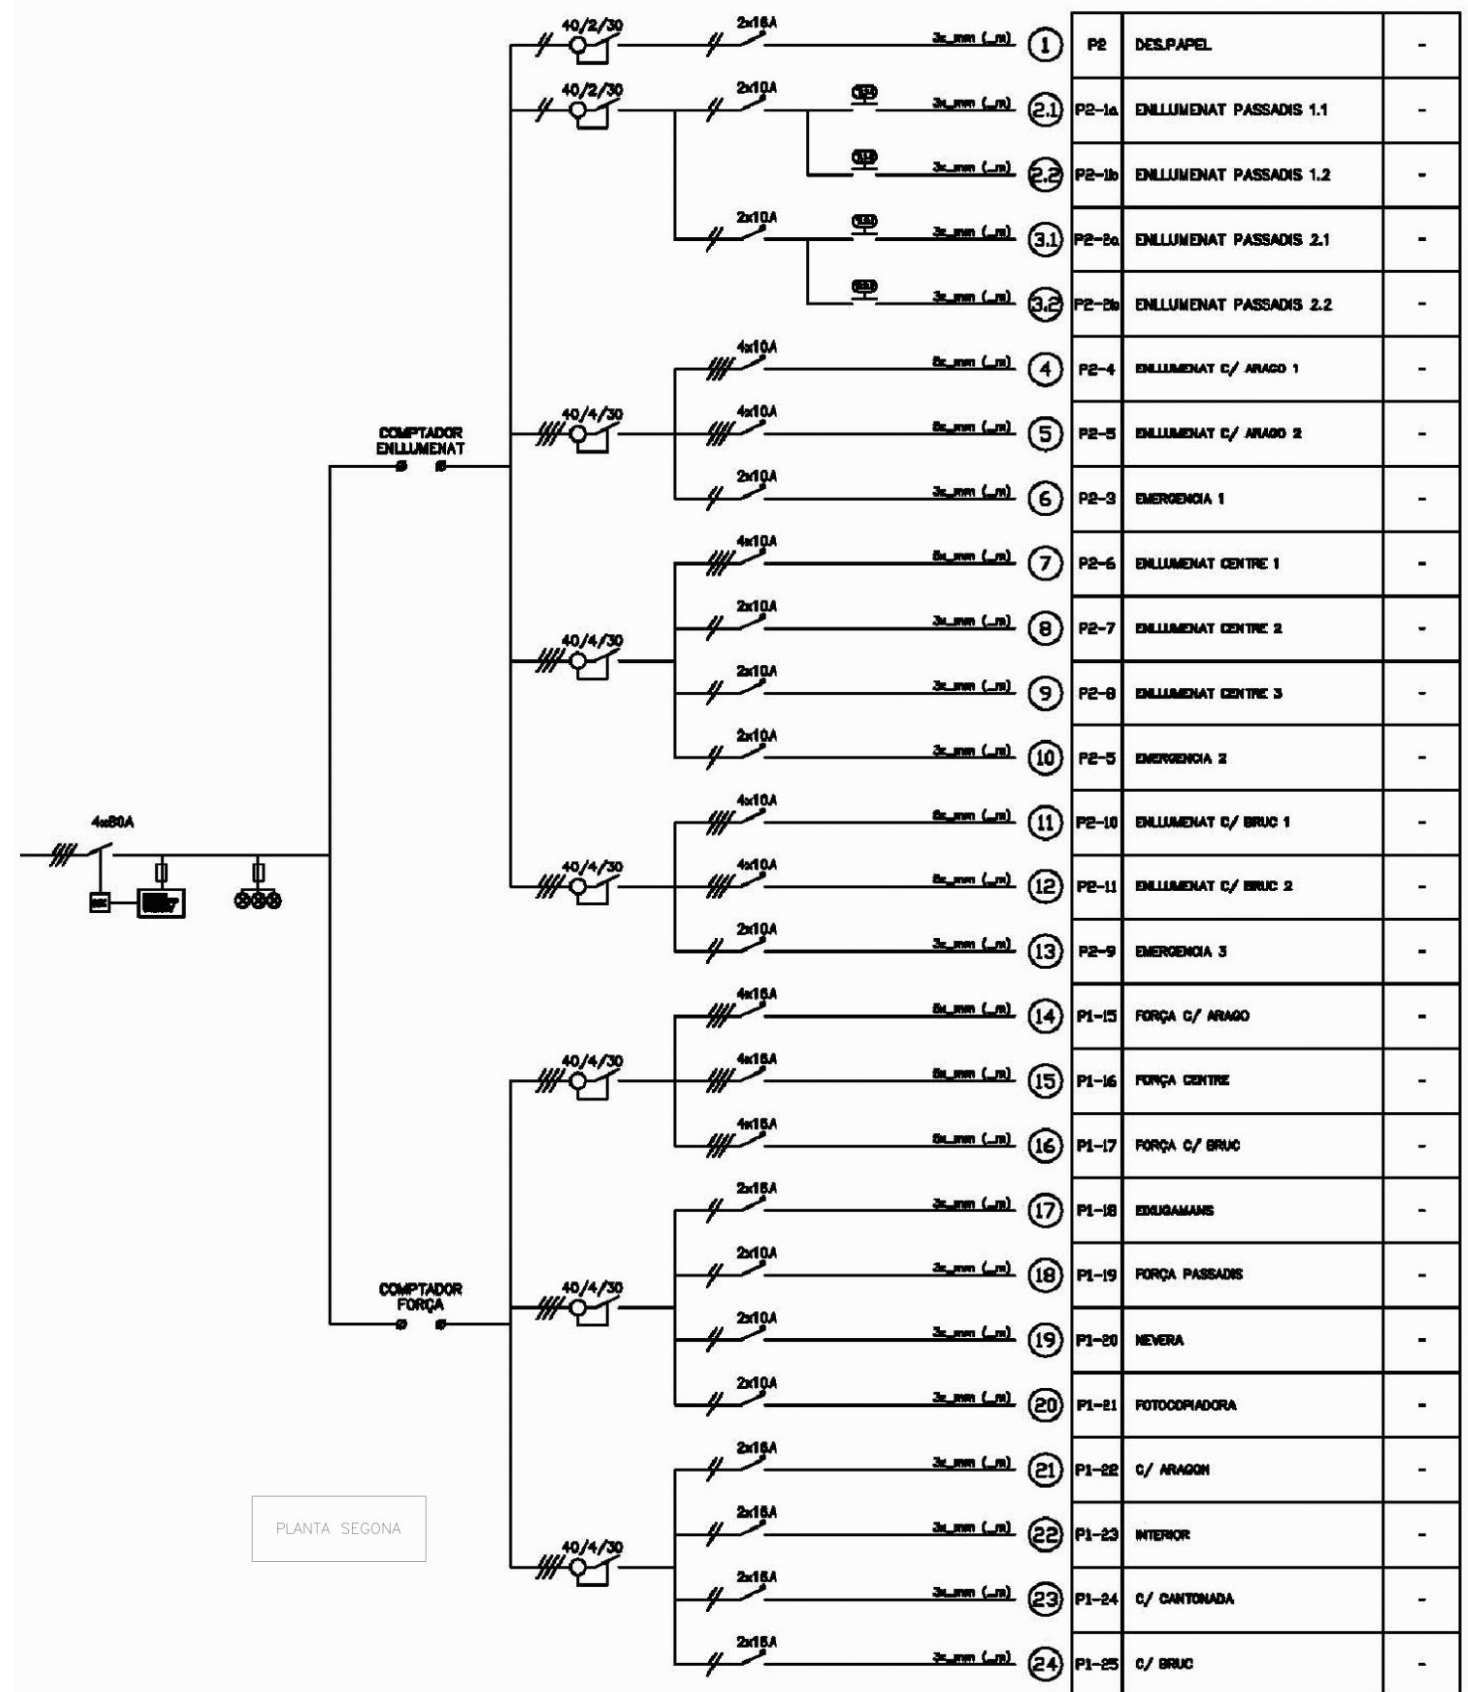 40/2/30 2x16A 3x_mm (_m) 1 P2 DES.PAPEL -
40/2/30 2x10A 3x_mm (_m) 2.1 P2-1a ENLLUMENAT PASSADIS 1.1 -
3x_mm (_m) 2.2 P2-1b ENLLUMENAT PASSADIS 1.2 -
2x10A 3x_mm (_m) 3.1 P2-2a ENLLUMENAT PASSADIS 2.1 -
3x_mm (_m) 3.2 P2-2b ENLLUMENAT PASSADIS 2.2 -
4x10A 5x_mm (_m) 4 P2-4 ENLLUMENAT C/ ARAGO 1 -
40/4/30 4x10A 5x_mm (_m) 5 P2-5 ENLLUMENAT C/ ARAGO 2 -
COMPTADOR
ENLLUMENAT
2x10A 3x_mm (_m) 6 P2-3 EMERGENCIA 1 -
4x10A 5x_mm (_m) 7 P2-6 ENLLUMENAT CENTRE 1 -
2x10A 3x_mm (_m) 8 P2-7 ENLLUMENAT CENTRE 2 -
40/4/30
2x10A 3x_mm (_m) 9 P2-8 ENLLUMENAT CENTRE 3 -
2x10A 3x_mm (_m) 10 P2-5 EMERGENCIA 2 -
4x10A 5x_mm (_m) 11 P2-10 ENLLUMENAT C/ BRUC 1 -
4x80A
40/4/30 4x10A 5x_mm (_m) 12 P2-11 ENLLUMENAT C/ BRUC 2 -
2x10A 3x_mm (_m) 13 P2-9 EMERGENCIA 3 -
4x16A 5x_mm (_m) 14 P1-15 FORÇA C/ ARAGO -
40/4/30 4x16A 5x_mm (_m) 15 P1-16 FORÇA CENTRE -
4x16A 5x_mm (_m) 16 P1-17 FORÇA C/ BRUC -
2x16A 3x_mm (_m) 17 P1-18 EIXUGAMANS -
2x10A 3x_mm (_m) 18 P1-19 FORÇA PASSADIS -
COMPTADOR
FORÇA
40/4/30
2x10A 3x_mm (_m) 19 P1-20 NEVERA -
2x10A 3x_mm (_m) 20 P1-21 FOTOCOPIADORA -
2x16A 3x_mm (_m) 21 P1-22 C/ ARAGON -
PLANTA SEGONA
2x16A 3x_mm (_m) 22 P1-23 INTERIOR -
40/4/30
2x16A 3x_mm (_m) 23 P1-24 C/ CANTONADA -
2x16A 3x_mm (_m) 24 P1-25 C/ BRUC -